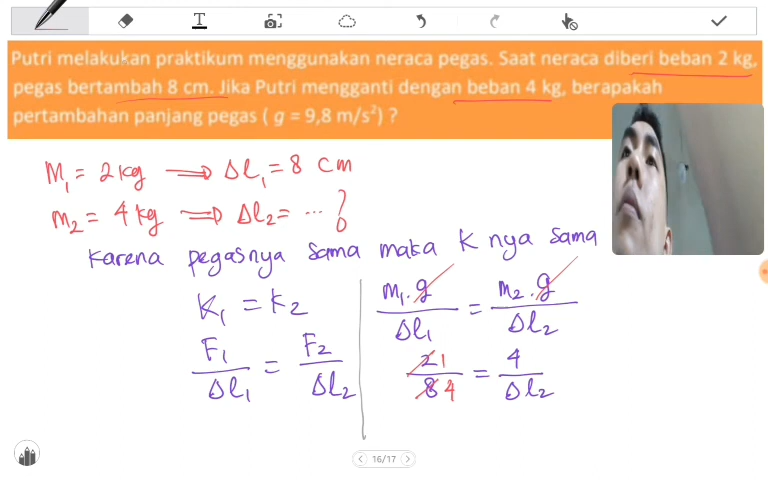 T
Putri melakukan praktikum menggunakan neraca pegas. Saat neraca diberi beban 2 kg,
pegas bertambah 8 cm. Jika Putri mengganti dengan beban 4 kg, berapakah
pertambahan panjang pegas ( g = 9,8 m/s²) ?
M₁ = 2 kg ⟹ Δl₁ = 8 cm
m₂ = 4 kg ⟹ Δl₂ = ... ?
karena pegasnya sama maka K nya sama
K₁ = k₂
F₁/Δl₁ = F₂/Δl₂
m₁.g/Δl₁ = m₂.g/Δl₂
2 1/8 4 = 4/Δl₂
16/17